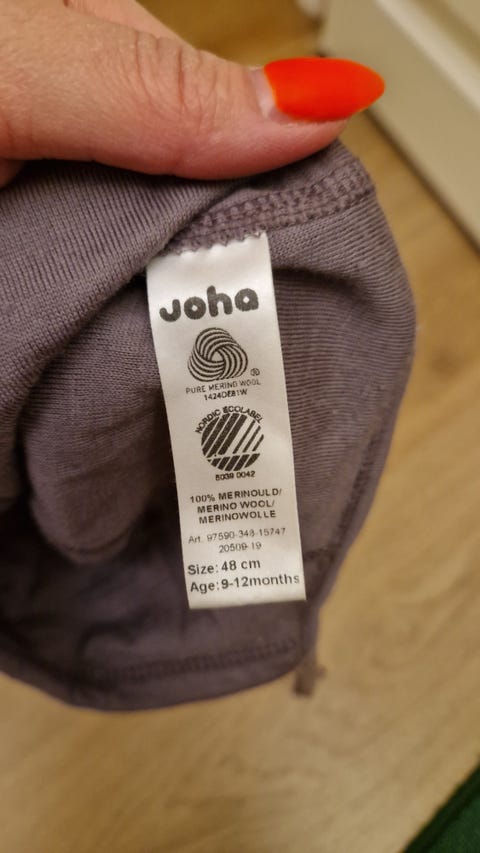 Joha
®
PURE MERINO WOOL
1424DE81W
NORDIC ECOLABEL
5039 0042
100% MERINOULD/
MERINO WOOL/
MERINOWOLLE
Art. 97590-348-15747
20509-19
Size: 48 cm
Age: 9-12months